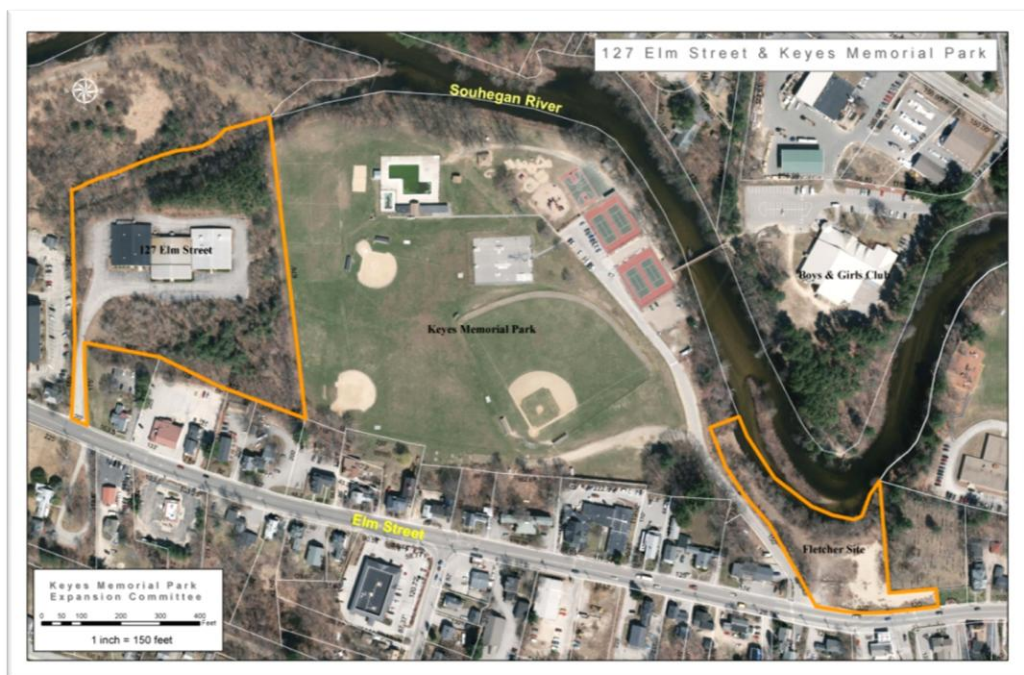 127 Elm Street & Keyes Memorial Park
Souhegan River
127 Elm Street
Boys & Girls Club
Keyes Memorial Park
Elm Street
Fletcher Site
Keyes Memorial Park
Expansion Committee
0 50 100 200 300 400
Feet
1 inch = 150 feet